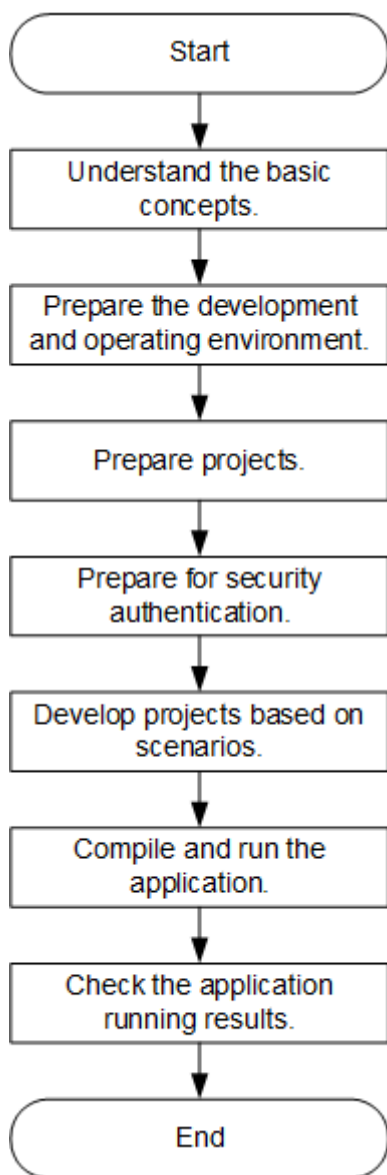 Start
Understand the basic
concepts.
Prepare the development
and operating environment.
Prepare projects.
Prepare for security
authentication.
Develop projects based on
scenarios.
Compile and run the
application.
Check the application
running results.
End